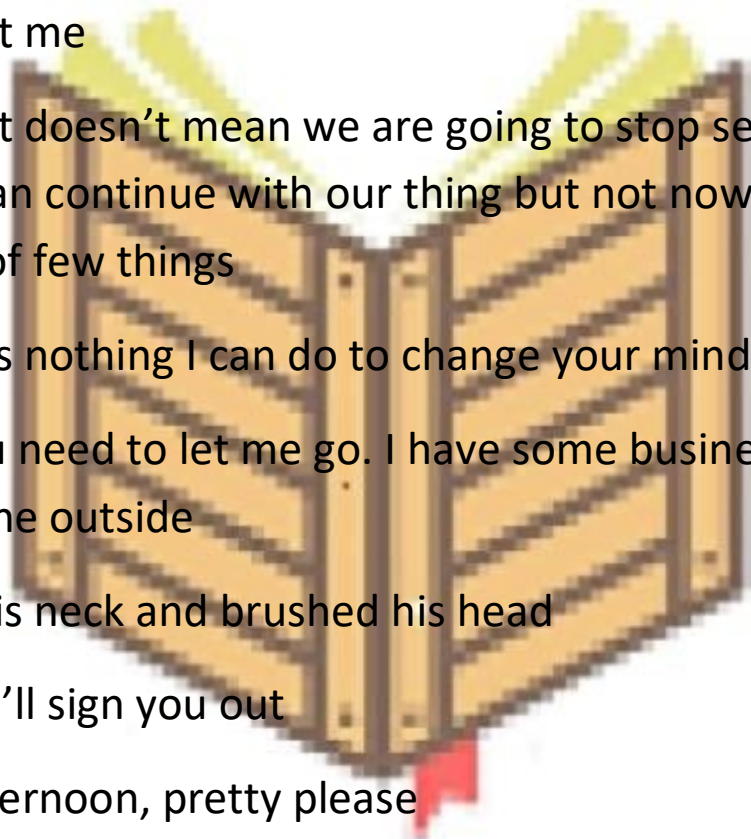 t me
t doesn’t mean we are going to stop se
an continue with our thing but not now
of few things
s nothing I can do to change your mind
u need to let me go. I have some busine
he outside
is neck and brushed his head
’ll sign you out
ernoon, pretty please